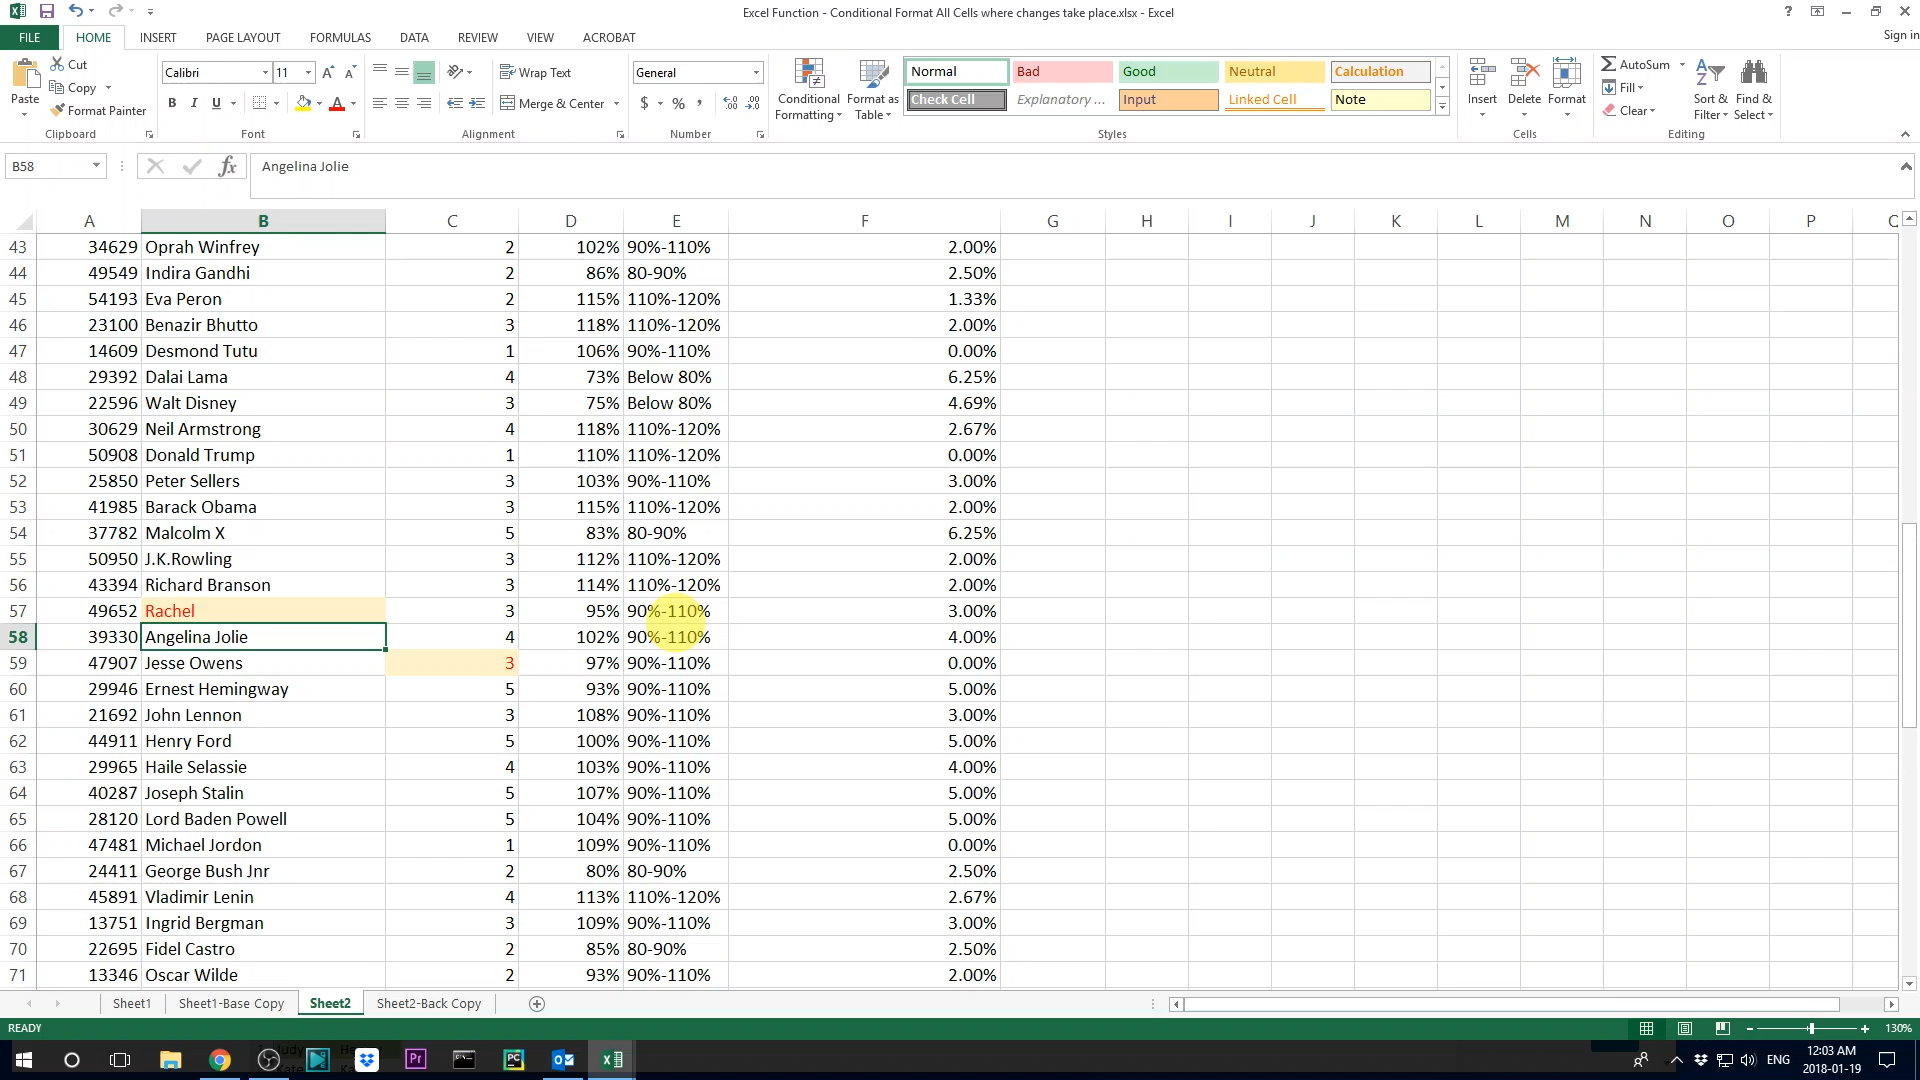 Excel Function - Conditional Format All Cells where changes take place.xlsx - Excel
?
FILE HOME INSERT PAGE LAYOUT FORMULAS DATA REVIEW VIEW ACROBAT Sign in
Paste
Cut
Copy
Format Painter
Clipboard
Calibri 11 A A
B I U A
Font
Wrap Text
Merge & Center
Alignment
General
$ % ,
Number
Conditional Formatting
Format as Table
Normal Bad Good Neutral Calculation
Check Cell Explanatory ... Input Linked Cell Note
Styles
Insert Delete Format
Cells
AutoSum
Fill
Clear
Sort & Filter
Find & Select
Editing
B58 fx Angelina Jolie
A B C D E F G H I J K L M N O P
43 34629 Oprah Winfrey 2 102% 90%-110% 2.00%
44 49549 Indira Gandhi 2 86% 80-90% 2.50%
45 54193 Eva Peron 2 115% 110%-120% 1.33%
46 23100 Benazir Bhutto 3 118% 110%-120% 2.00%
47 14609 Desmond Tutu 1 106% 90%-110% 0.00%
48 29392 Dalai Lama 4 73% Below 80% 6.25%
49 22596 Walt Disney 3 75% Below 80% 4.69%
50 30629 Neil Armstrong 4 118% 110%-120% 2.67%
51 50908 Donald Trump 1 110% 110%-120% 0.00%
52 25850 Peter Sellers 3 103% 90%-110% 3.00%
53 41985 Barack Obama 3 115% 110%-120% 2.00%
54 37782 Malcolm X 5 83% 80-90% 6.25%
55 50950 J.K.Rowling 3 112% 110%-120% 2.00%
56 43394 Richard Branson 3 114% 110%-120% 2.00%
57 49652 Rachel 3 95% 90%-110% 3.00%
58 39330 Angelina Jolie 4 102% 90%-110% 4.00%
59 47907 Jesse Owens 3 97% 90%-110% 0.00%
60 29946 Ernest Hemingway 5 93% 90%-110% 5.00%
61 21692 John Lennon 3 108% 90%-110% 3.00%
62 44911 Henry Ford 5 100% 90%-110% 5.00%
63 29965 Haile Selassie 4 103% 90%-110% 4.00%
64 40287 Joseph Stalin 5 107% 90%-110% 5.00%
65 28120 Lord Baden Powell 5 104% 90%-110% 5.00%
66 47481 Michael Jordon 1 109% 90%-110% 0.00%
67 24411 George Bush Jnr 2 80% 80-90% 2.50%
68 45891 Vladimir Lenin 4 113% 110%-120% 2.67%
69 13751 Ingrid Bergman 3 109% 90%-110% 3.00%
70 22695 Fidel Castro 2 85% 80-90% 2.50%
71 13346 Oscar Wilde 2 93% 90%-110% 2.00%
Sheet1 Sheet1-Base Copy Sheet2 Sheet2-Back Copy
READY 130%
Pr PC ENG 12:03 AM
2018-01-19